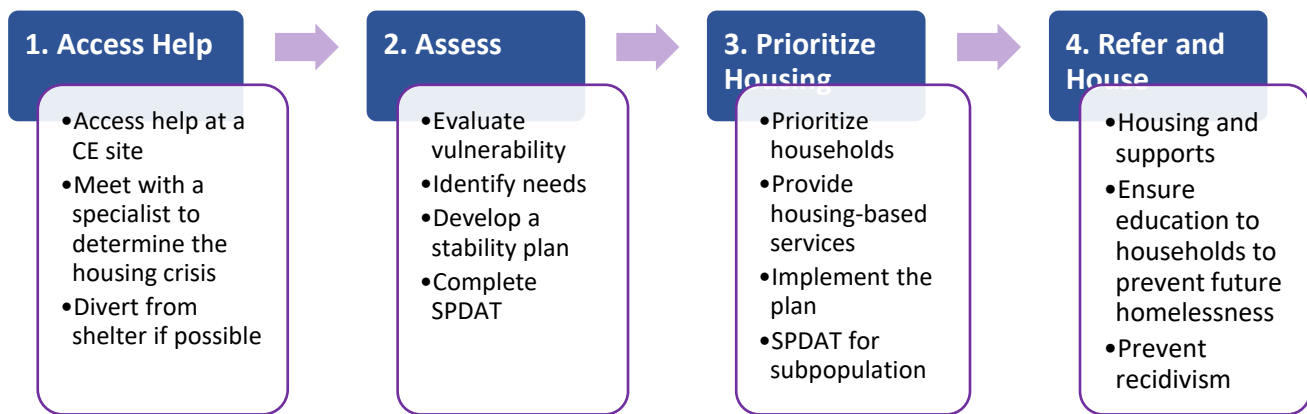 1. Access Help
•Access help at a
CE site
•Meet with a
specialist to
determine the
housing crisis
•Divert from
shelter if possible
2. Assess
•Evaluate
vulnerability
•Identify needs
•Develop a
stability plan
•Complete
SPDAT
3. Prioritize
Housing
•Prioritize
households
•Provide
housing-based
services
•Implement the
plan
•SPDAT for
subpopulation
4. Refer and
House
•Housing and
supports
•Ensure
education to
households to
prevent future
homelessness
•Prevent
recidivism